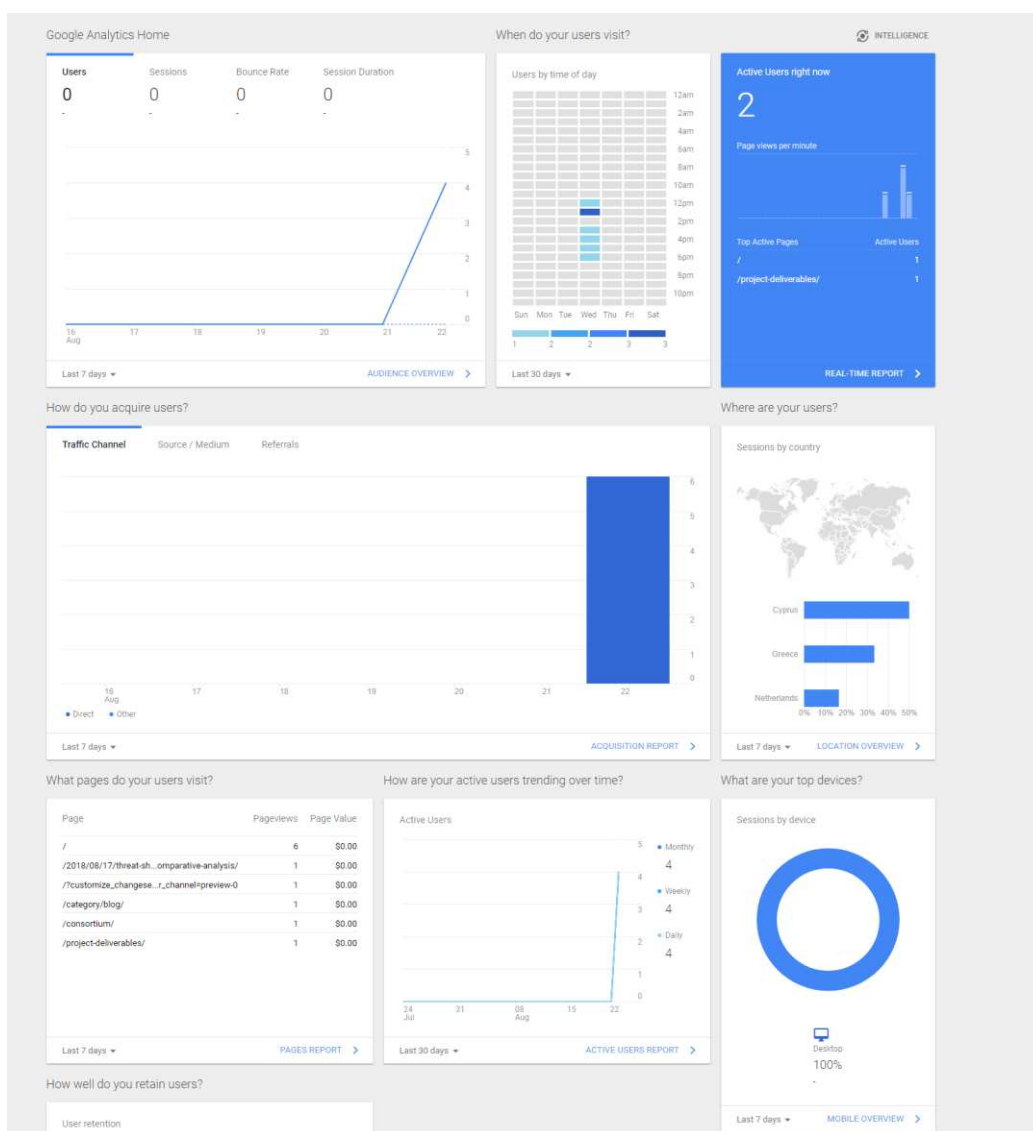 Google Analytics Home
When do your users visit?
INTELLIGENCE
Users Sessions Bounce Rate Session Duration
0 0 0 0
- - - -
5
4
3
2
1
0
16 17 18 19 20 21 22
Aug
Last 7 days
AUDIENCE OVERVIEW
Users by time of day
12am
2am
4am
6am
8am
10am
12pm
2pm
4pm
6pm
8pm
10pm
Sun Mon Tue Wed Thu Fri Sat
1 2 2 3 3
Last 30 days
Active Users right now
2
Page views per minute
Top Active Pages Active Users
/ 1
/project-deliverables/ 1
REAL-TIME REPORT
How do you acquire users?
Where are your users?
Traffic Channel Source / Medium Referrals
6
5
4
3
2
1
0
16 17 18 19 20 21 22
Aug
Direct Other
Last 7 days
ACQUISITION REPORT
Sessions by country
Cyprus
Greece
Netherlands
0% 10% 20% 30% 40% 50%
Last 7 days
LOCATION OVERVIEW
What pages do your users visit?
How are your active users trending over time?
What are your top devices?
Page Pageviews Page Value
/ 6 $0.00
/2018/08/17/threat-sh...omparative-analysis/ 1 $0.00
/?customize_changese...r_channel=preview-0 1 $0.00
/category/blog/ 1 $0.00
/consortium/ 1 $0.00
/project-deliverables/ 1 $0.00
Last 7 days
PAGES REPORT
Active Users
5
4
3
2
1
0
Monthly
4
Weekly
4
Daily
4
24 31 08 15 22
Jul Aug
Last 30 days
ACTIVE USERS REPORT
Sessions by device
Desktop
100%
-
Last 7 days
MOBILE OVERVIEW
How well do you retain users?
User retention